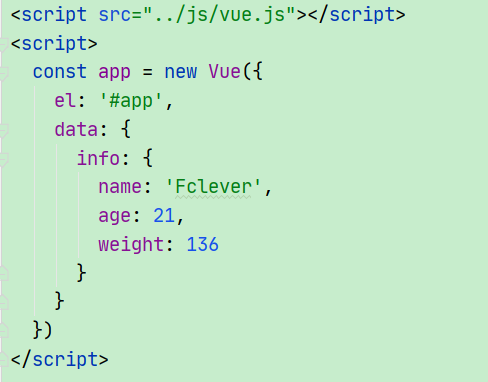 <script src="../js/vue.js"></script>
<script>
  const app = new Vue({
    el: '#app',
    data: {
      info: {
        name: 'Fclever',
        age: 21,
        weight: 136
      }
    }
  })
</script>